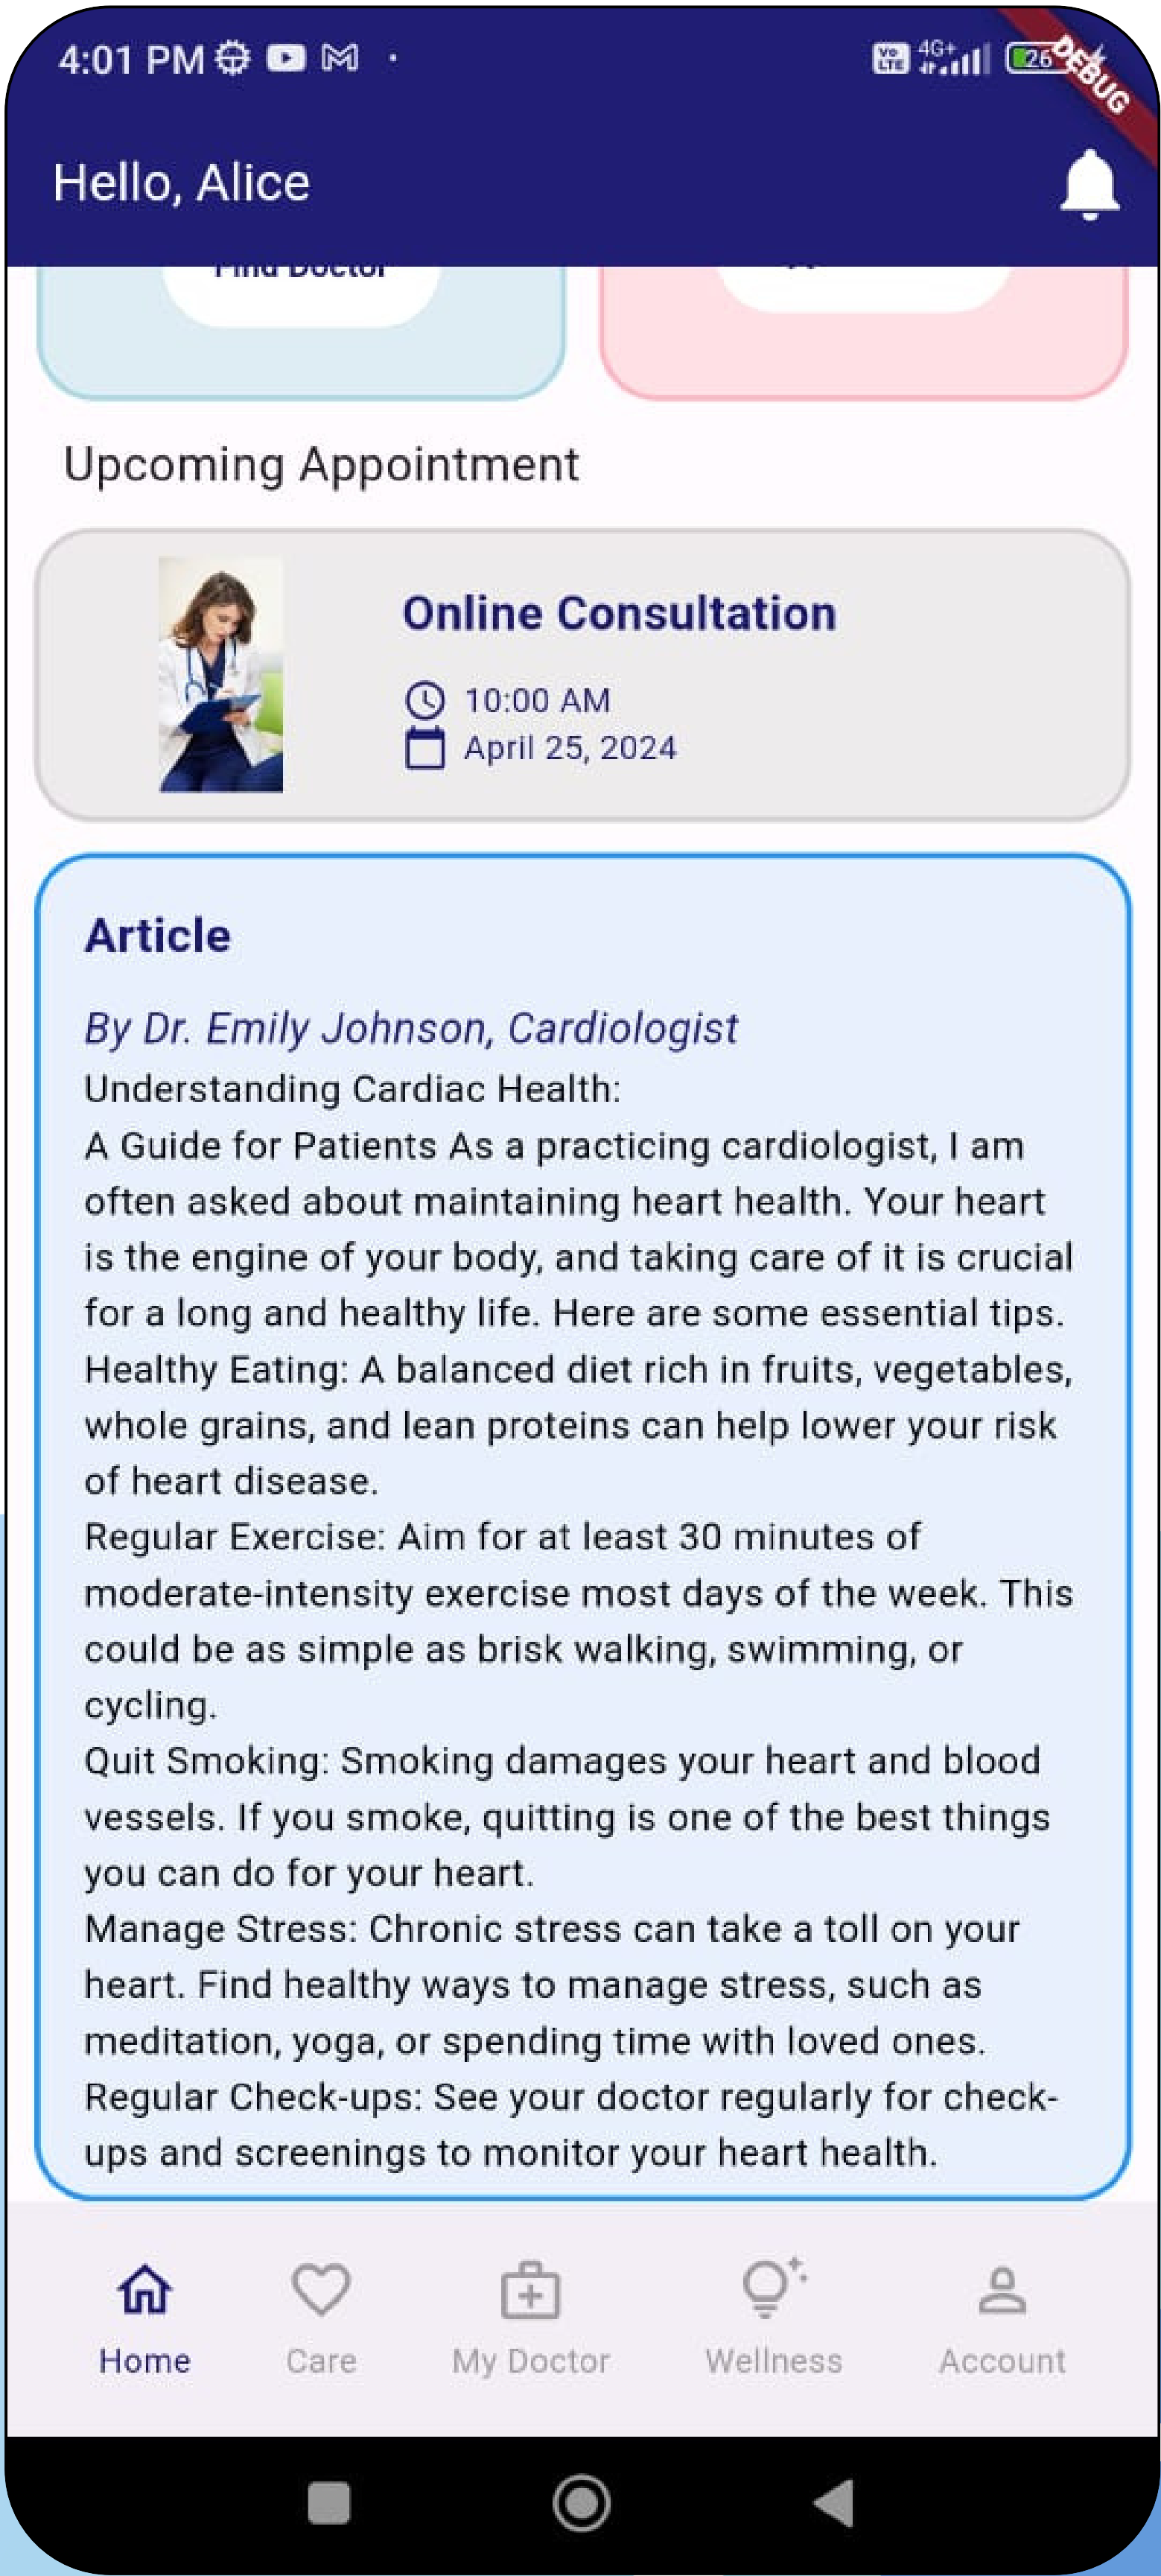 4:01 PM
Vo LTE 4G+ 26
DEBUG
Hello, Alice
Find Doctor
Upcoming Appointment
Online Consultation
10:00 AM
April 25, 2024
Article
By Dr. Emily Johnson, Cardiologist
Understanding Cardiac Health:
A Guide for Patients As a practicing cardiologist, I am
often asked about maintaining heart health. Your heart
is the engine of your body, and taking care of it is crucial
for a long and healthy life. Here are some essential tips.
Healthy Eating: A balanced diet rich in fruits, vegetables,
whole grains, and lean proteins can help lower your risk
of heart disease.
Regular Exercise: Aim for at least 30 minutes of
moderate-intensity exercise most days of the week. This
could be as simple as brisk walking, swimming, or
cycling.
Quit Smoking: Smoking damages your heart and blood
vessels. If you smoke, quitting is one of the best things
you can do for your heart.
Manage Stress: Chronic stress can take a toll on your
heart. Find healthy ways to manage stress, such as
meditation, yoga, or spending time with loved ones.
Regular Check-ups: See your doctor regularly for check-
ups and screenings to monitor your heart health.
Home Care My Doctor Wellness Account